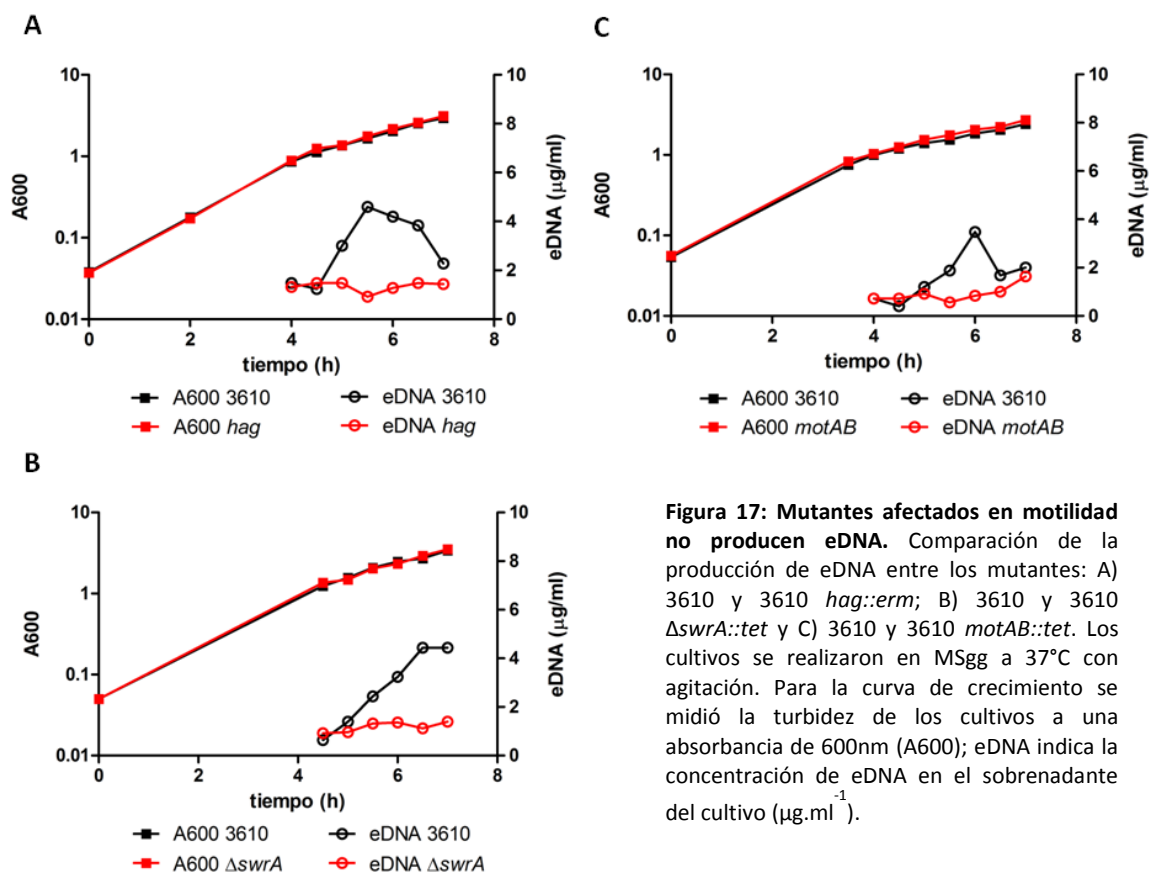 A
10
1
0.1
0.01
A600
10
8
6
4
2
0
eDNA (µg/ml)
0 2 4 6 8
tiempo (h)
A600 3610 eDNA 3610
A600 hag eDNA hag
B
10
1
0.1
0.01
A600
10
8
6
4
2
0
eDNA (µg/ml)
0 2 4 6 8
tiempo (h)
A600 3610 eDNA 3610
A600 ΔswrA eDNA ΔswrA
C
10
1
0.1
0.01
A600
10
8
6
4
2
0
eDNA (µg/ml)
0 2 4 6 8
tiempo (h)
A600 3610 eDNA 3610
A600 motAB eDNA motAB
Figura 17: Mutantes afectados en motilidad
no producen eDNA. Comparación de la
producción de eDNA entre los mutantes: A)
3610 y 3610 hag::erm; B) 3610 y 3610
ΔswrA::tet y C) 3610 y 3610 motAB::tet. Los
cultivos se realizaron en MSgg a 37°C con
agitación. Para la curva de crecimiento se
midió la turbidez de los cultivos a una
absorbancia de 600nm (A600); eDNA indica la
concentración de eDNA en el sobrenadante
del cultivo (µg.ml⁻¹).